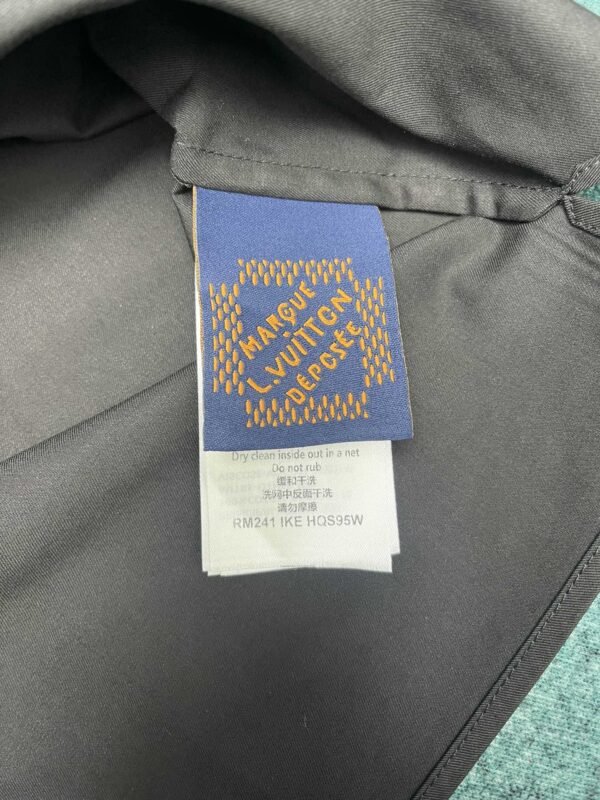 MARQUE
L.VUITTON
DÉPOSÉE
Dry clean inside out in a net
Do not rub
缓和干洗
洗网中反面干洗
请勿摩擦
RM241 IKE HQS95W